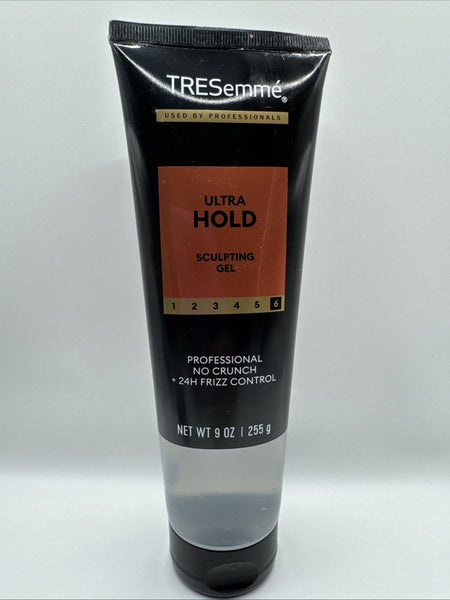 TRESemmé®
USED BY PROFESSIONALS
ULTRA
HOLD
SCULPTING
GEL
1 2 3 4 5 6
PROFESSIONAL
NO CRUNCH
+ 24H FRIZZ CONTROL
NET WT 9 OZ | 255 g